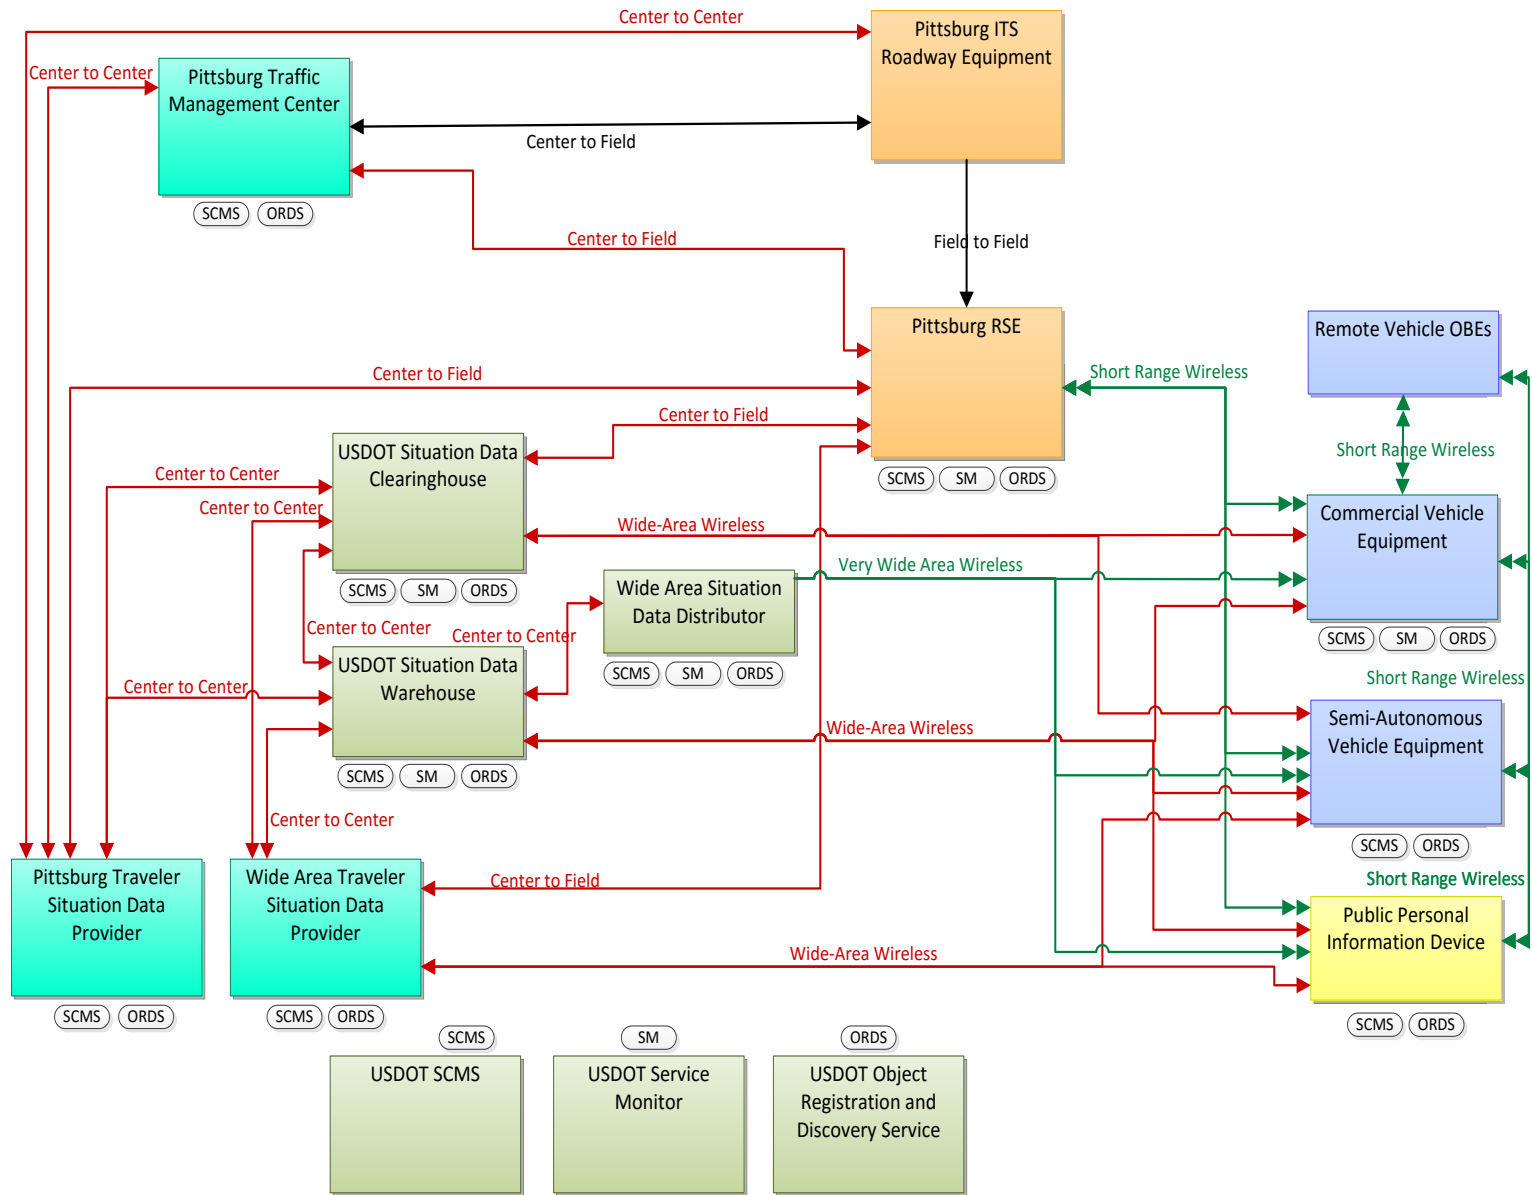 Center to Center
Pittsburg ITS
Roadway Equipment
Center to Center
Pittsburg Traffic
Management Center
Center to Field
SCMS
ORDS
Center to Field
Field to Field
Pittsburg RSE
Remote Vehicle OBEs
Center to Field
Short Range Wireless
Center to Field
USDOT Situation Data
Clearinghouse
Short Range Wireless
SCMS
SM
ORDS
Center to Center
Center to Center
Wide-Area Wireless
Commercial Vehicle
Equipment
Very Wide Area Wireless
SCMS
SM
ORDS
Wide Area Situation
Data Distributor
Center to Center
Center to Center
SCMS
SM
ORDS
USDOT Situation Data
Warehouse
SCMS
SM
ORDS
Center to Center
Short Range Wireless
Wide-Area Wireless
Semi-Autonomous
Vehicle Equipment
SCMS
SM
ORDS
Center to Center
SCMS
ORDS
Pittsburg Traveler
Situation Data
Provider
Wide Area Traveler
Situation Data
Provider
Center to Field
Short Range Wireless
Public Personal
Information Device
Wide-Area Wireless
SCMS
ORDS
SCMS
ORDS
SCMS
ORDS
SCMS
SM
ORDS
USDOT SCMS
USDOT Service
Monitor
USDOT Object
Registration and
Discovery Service